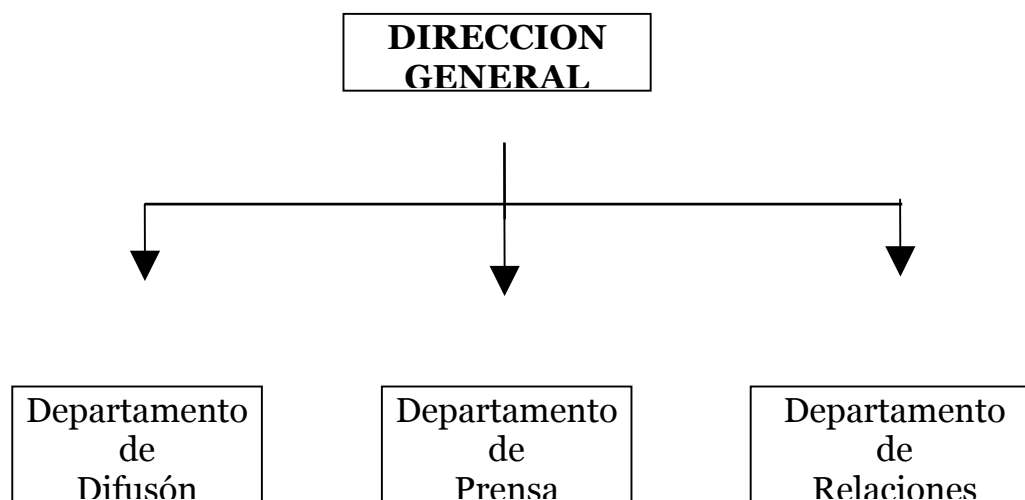 DIRECCION
GENERAL
Departamento
de
Difusón
Departamento
de
Prensa
Departamento
de
Relaciones